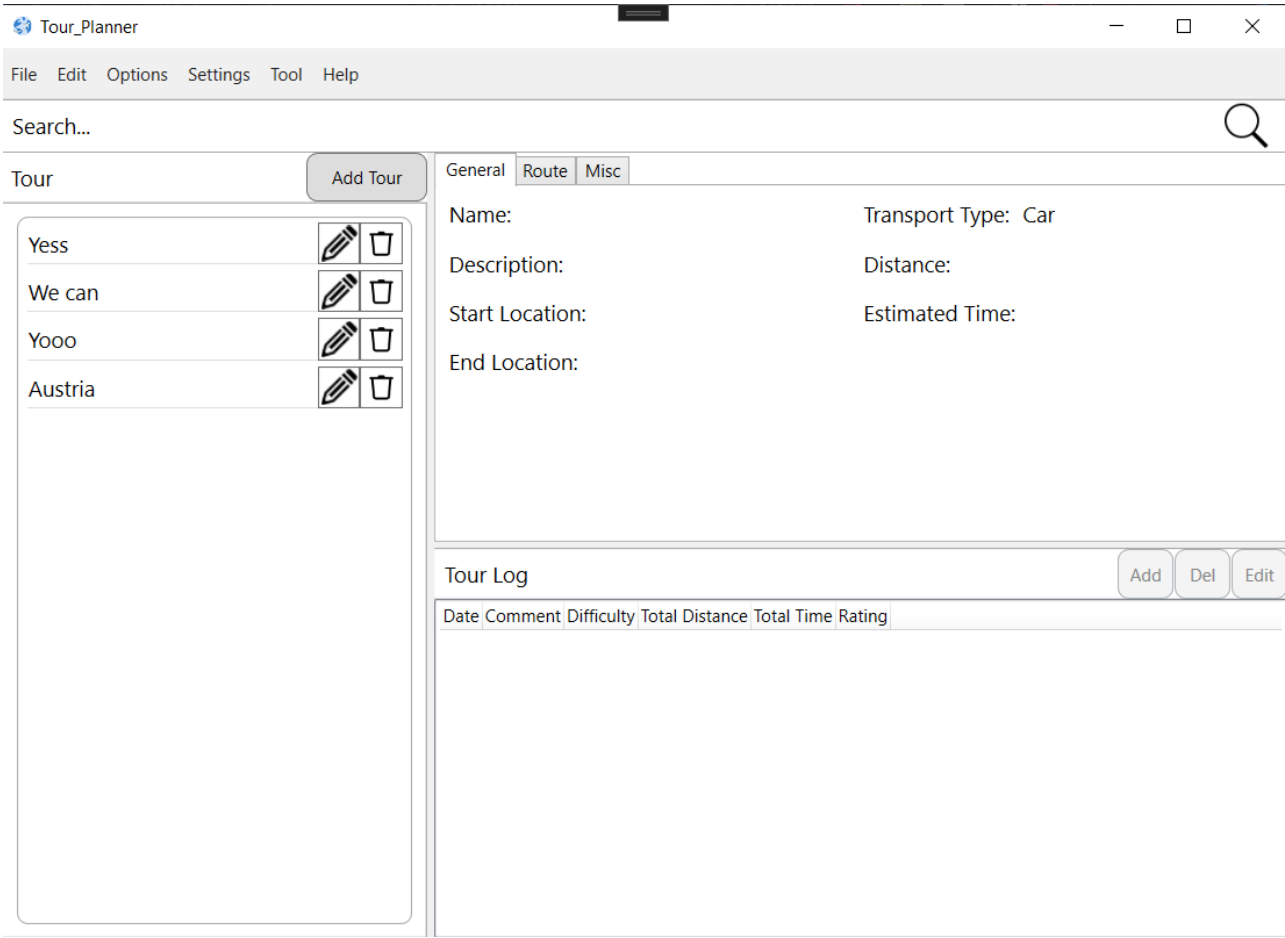 Tour_Planner
File Edit Options Settings Tool Help
Search...
Tour Add Tour
Yess
We can
Yooo
Austria
General Route Misc
Name: Transport Type: Car
Description: Distance:
Start Location: Estimated Time:
End Location:
Tour Log Add Del Edit
Date Comment Difficulty Total Distance Total Time Rating